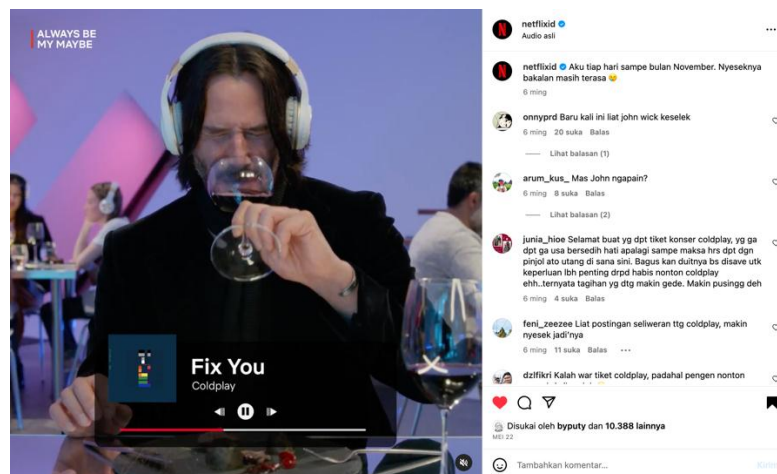 ALWAYS BE
MY MAYBE
Fix You
Coldplay
netflixid
Audio asli
netflixid Aku tiap hari sampe bulan November. Nyeseknya
bakalan masih terasa
6 ming
onnyprd Baru kali ini liat john wick keselek
6 ming 20 suka Balas
Lihat balasan (1)
arum_kus_ Mas John ngapain?
6 ming 8 suka Balas
Lihat balasan (2)
junia_hioe Selamat buat yg dpt tiket konser coldplay, yg ga
dpt ga usa bersedih hati apalagi sampe maksa hrs dpt dgn
pinjol ato utang di sana sini. Bagus kan duitnya bs disave utk
keperluan lbh penting drpd habis nonton coldplay
ehh..ternyata tagihan yg dtg makin gede. Makin pusingg deh
6 ming 4 suka Balas
feni_zeezee Liat postingan seliweran ttg coldplay, makin
nyesek jadi'nya
6 ming 11 suka Balas
dzlfikri Kalah war tiket coldplay, padahal pengen nonton
Disukai oleh byputy dan 10.388 lainnya
MEI 22
Tambahkan komentar...
Kirim